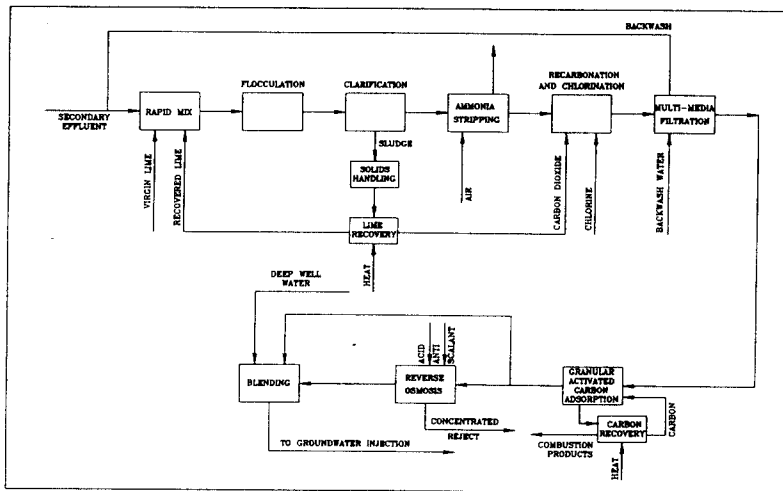 BACKWASH
FLOCCULATION
CLARIFICATION
RECARBONATION
AND CHLORINATION
SECONDARY
EFFLUENT
RAPID MIX
AMMONIA
STRIPPING
MULTI-MEDIA
FILTRATION
SLUDGE
SOLIDS
HANDLING
VIRGIN LIME
RECOVERED LIME
LIME
RECOVERY
HEAT
AIR
CARBON DIOXIDE
CHLORINE
BACKWASH WATER
DEEP WELL
WATER
ACID
ANTI
SCALANT
BLENDING
REVERSE
OSMOSIS
GRANULAR
ACTIVATED
CARBON
ADSORPTION
CONCENTRATED
REJECT
CARBON
RECOVERY
CARBON
TO GROUNDWATER INJECTION
COMBUSTION
PRODUCTS
HEAT